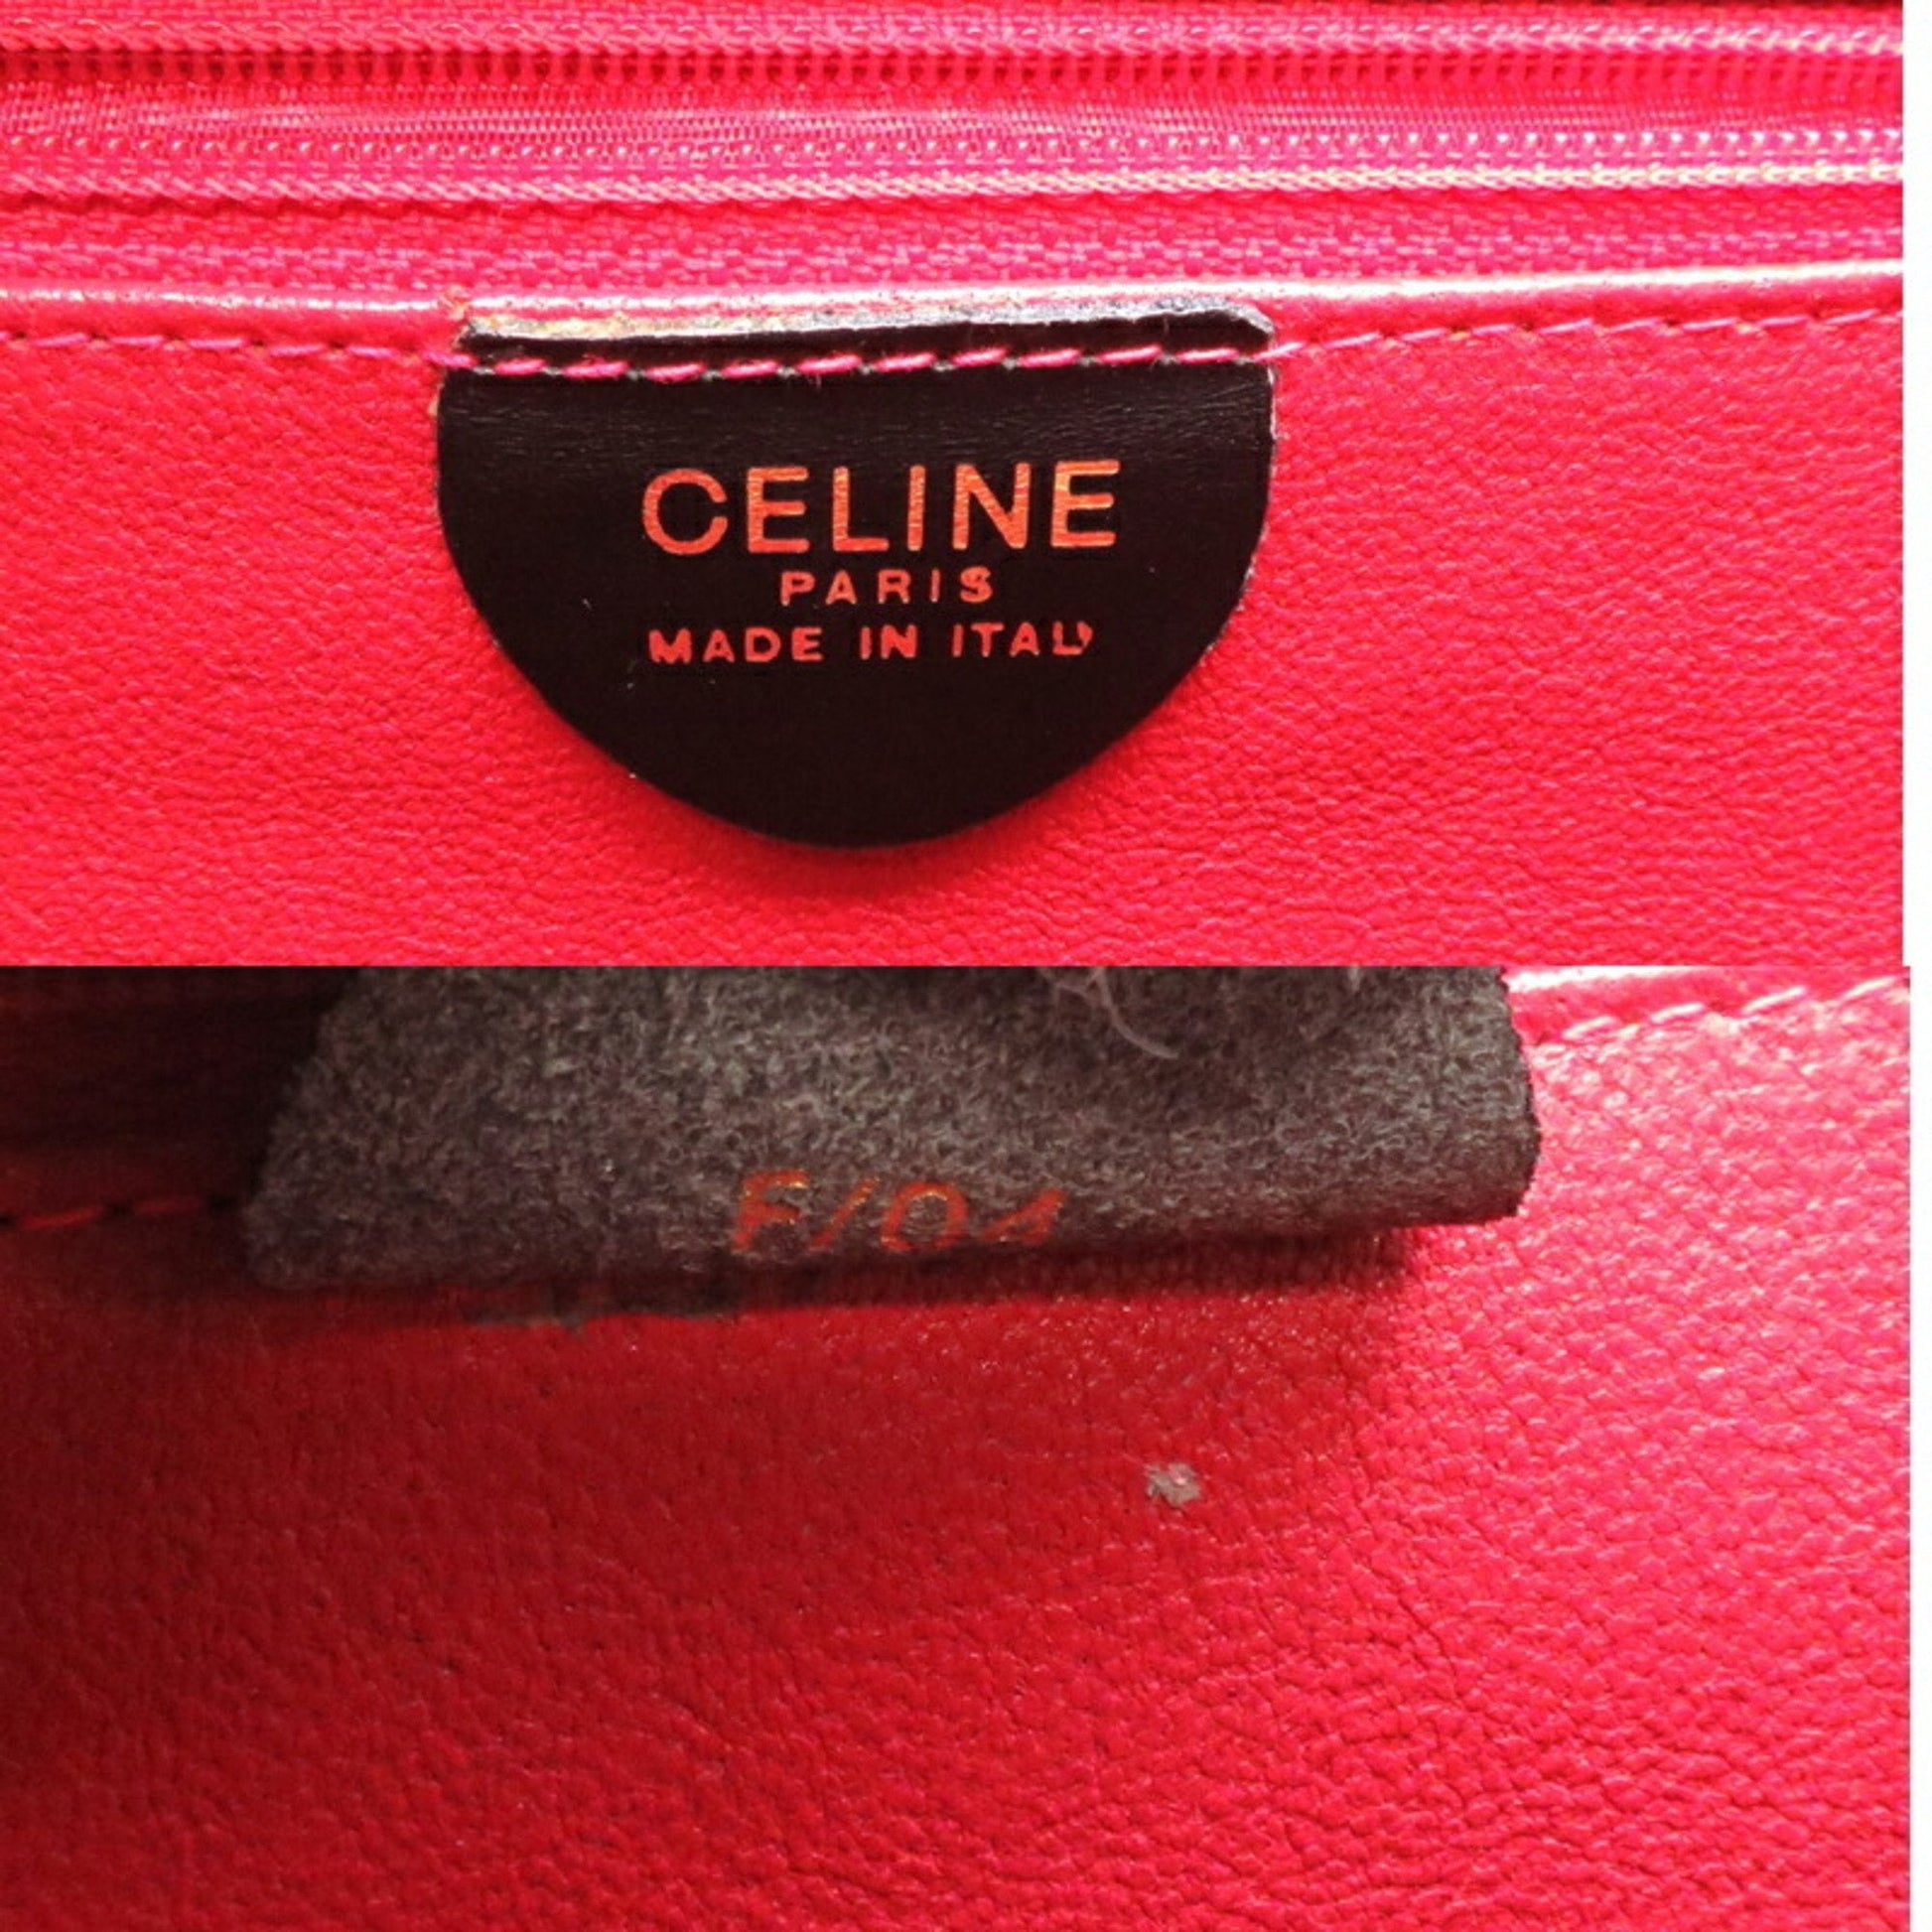 CELINE
PARIS
MADE IN ITALY
F/04